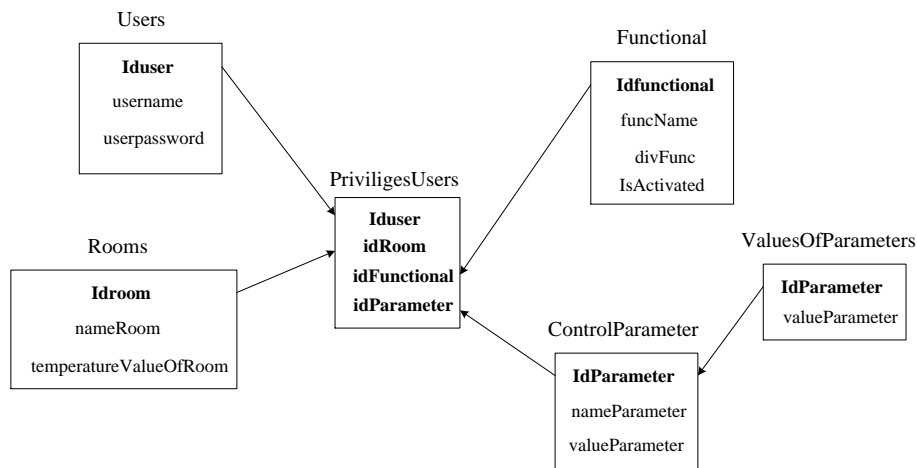 Users
Iduser
username
userpassword
Functional
Idfunctional
funcName
divFunc
IsActivated
PriviligesUsers
Iduser
idRoom
idFunctional
idParameter
Rooms
Idroom
nameRoom
temperatureValueOfRoom
ValuesOfParameters
IdParameter
valueParameter
ControlParameter
IdParameter
nameParameter
valueParameter